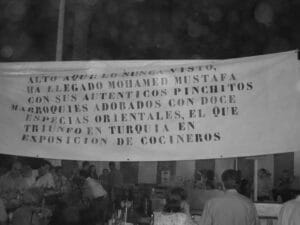 ALTO AQUI LO NUNCA VISTO,
HA LLEGADO MOHAMED MUSTAFA
CON SUS AUTENTICOS PINCHITOS
MARROQUIES ADOBADOS CON DOCE
ESPECIAS ORIENTALES, EL QUE
TRIUNFO EN TURQUIA EN
EXPOSICION DE COCINEROS